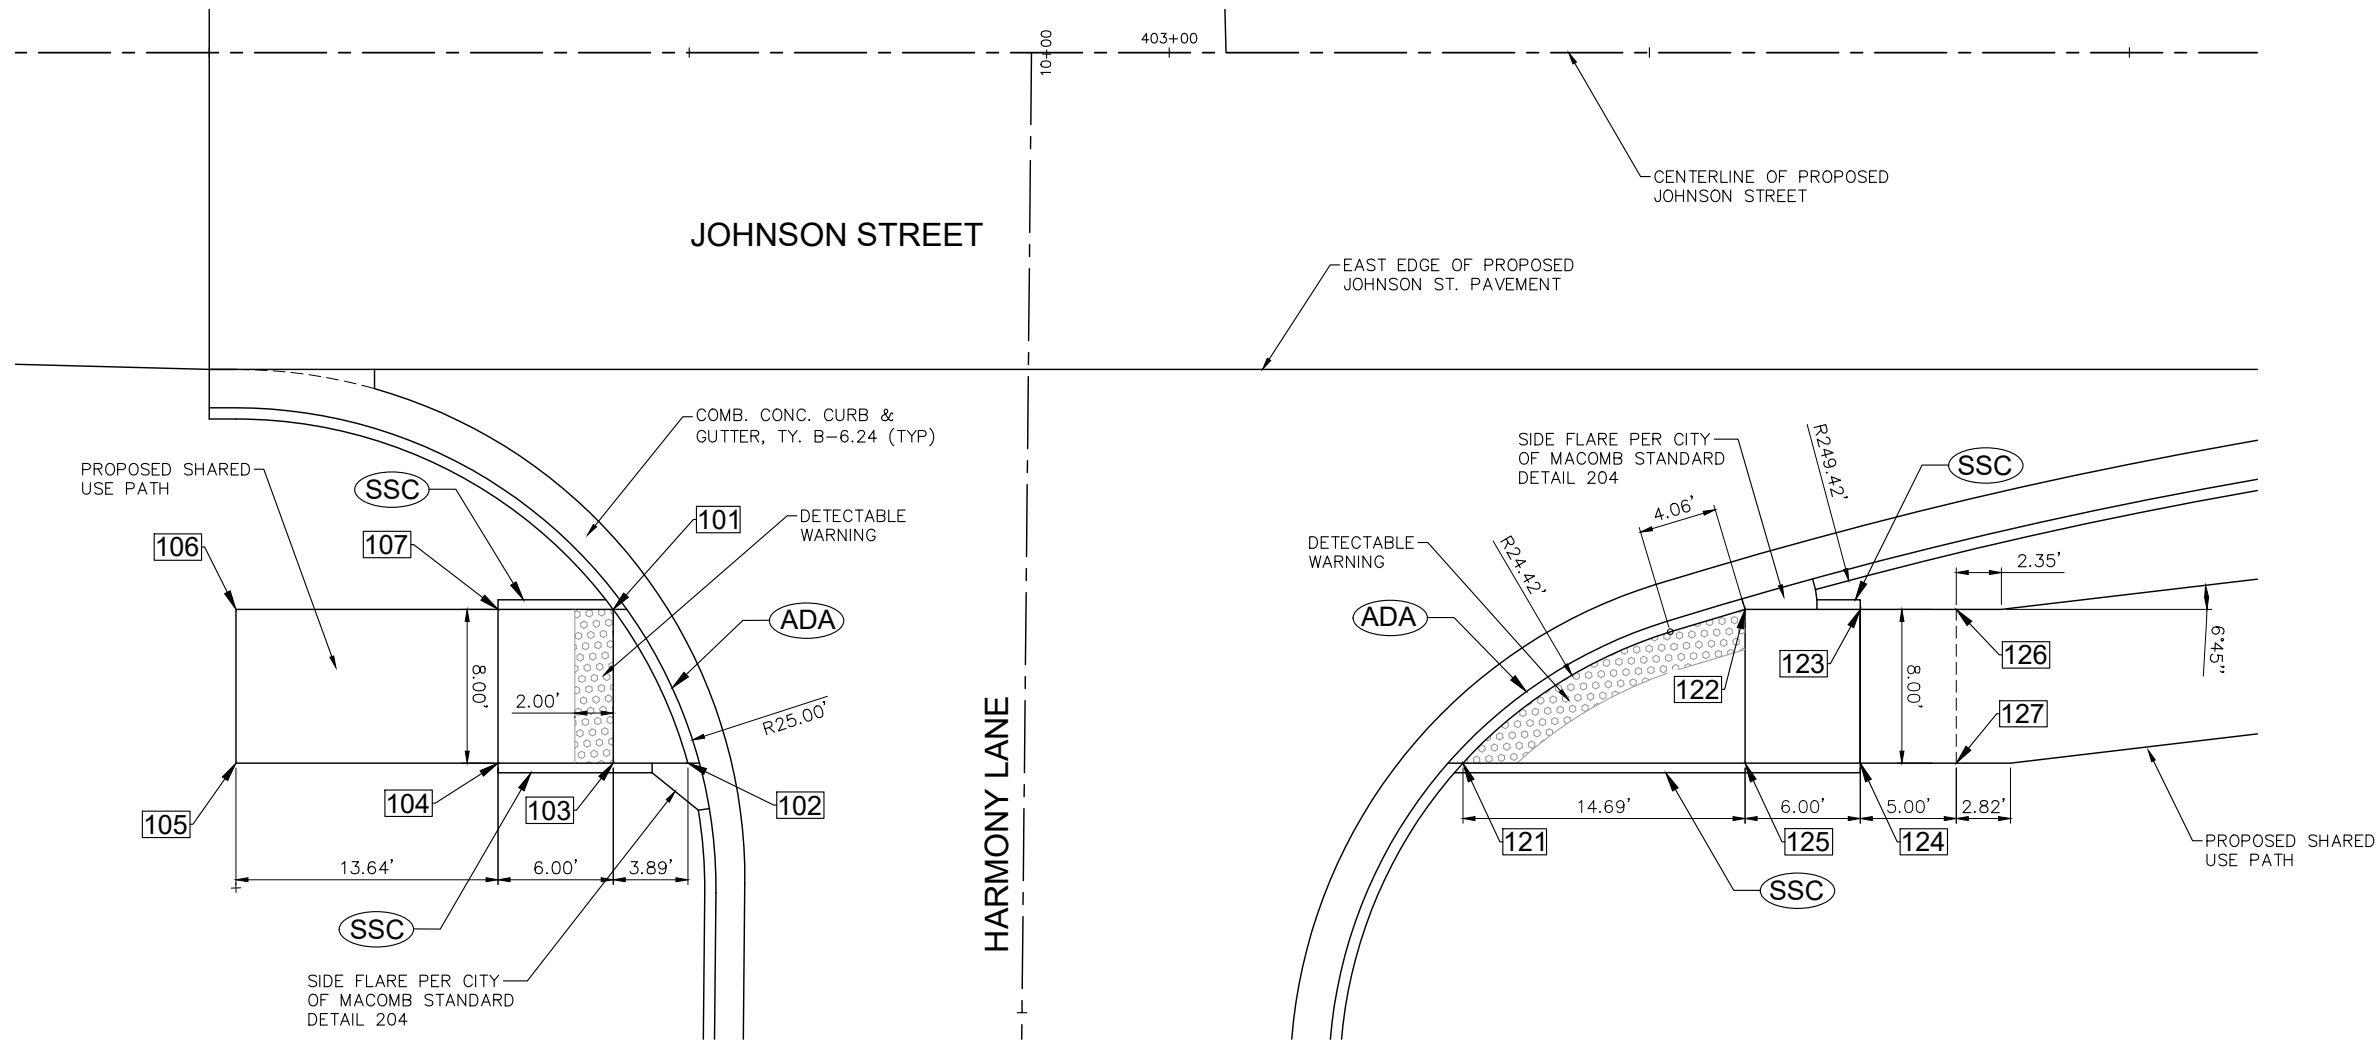 10+00
403+00
CENTERLINE OF PROPOSED
JOHNSON STREET
JOHNSON STREET
EAST EDGE OF PROPOSED
JOHNSON ST. PAVEMENT
COMB. CONC. CURB &
GUTTER, TY. B-6.24 (TYP)
PROPOSED SHARED
USE PATH
SSC
101
DETECTABLE
WARNING
106
107
ADA
8.00'
2.00'
R25.00'
105
104
103
102
13.64'
6.00'
3.89'
SSC
SIDE FLARE PER CITY
OF MACOMB STANDARD
DETAIL 204
HARMONY LANE
SIDE FLARE PER CITY
OF MACOMB STANDARD
DETAIL 204
R249.42'
SSC
4.06'
DETECTABLE
WARNING
R24.42'
2.35'
ADA
122
123
126
6°45"
8.00'
127
14.69'
6.00'
5.00'
2.82'
121
125
124
PROPOSED SHARED
USE PATH
SSC